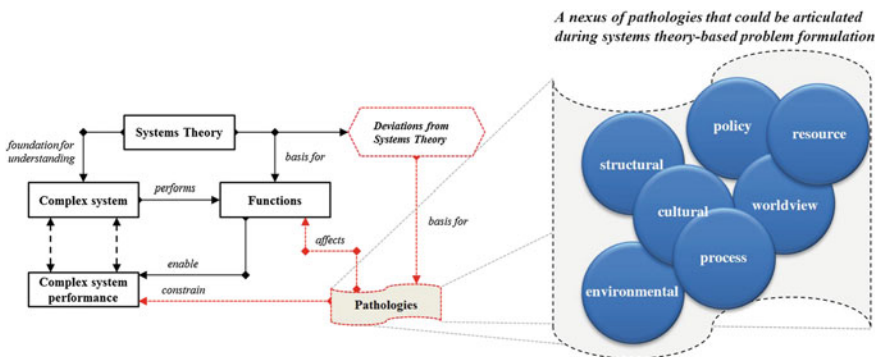 A nexus of pathologies that could be articulated
during systems theory-based problem formulation
Systems Theory
Deviations from
Systems Theory
foundation for
understanding
basis for
Complex system
performs
Functions
basis for
affects
enable
Complex system
performance
constrain
Pathologies
policy
resource
structural
cultural
worldview
process
environmental